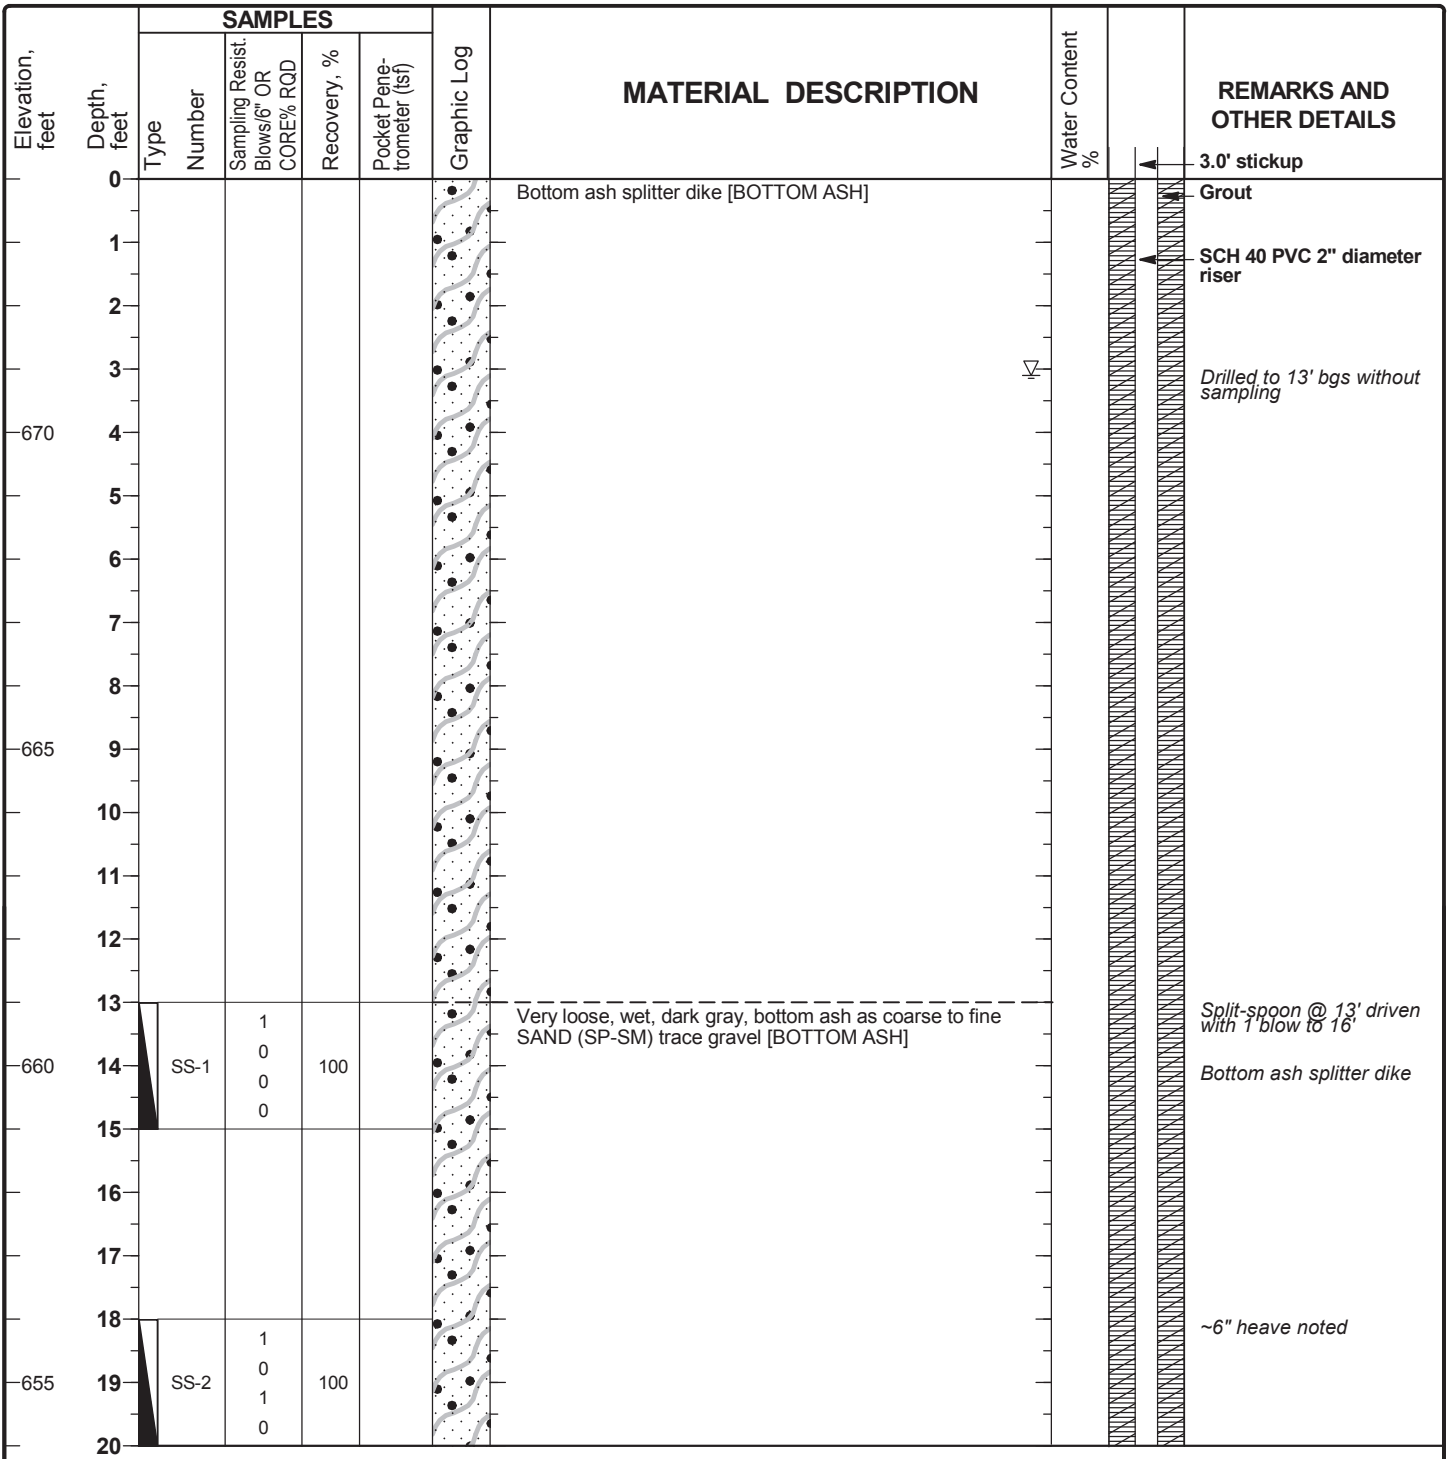 SAMPLES
Elevation,
feet
Depth,
feet
Type
Number
Sampling Resist.
Blows/6" OR
CORE% RQD
Recovery, %
Pocket Pene-
trometer (tsf)
Graphic Log
MATERIAL DESCRIPTION
Water Content
%
REMARKS AND
OTHER DETAILS
3.0' stickup
0
Bottom ash splitter dike [BOTTOM ASH]
Grout
1
SCH 40 PVC 2" diameter
riser
2
3
Drilled to 13' bgs without
sampling
670
4
5
6
7
8
665
9
10
11
12
13
Very loose, wet, dark gray, bottom ash as coarse to fine
SAND (SP-SM) trace gravel [BOTTOM ASH]
Split-spoon @ 13' driven
with 1 blow to 16'
1
0
0
0
660
14
SS-1
100
Bottom ash splitter dike
15
16
17
18
~6" heave noted
1
0
1
0
655
19
SS-2
100
20